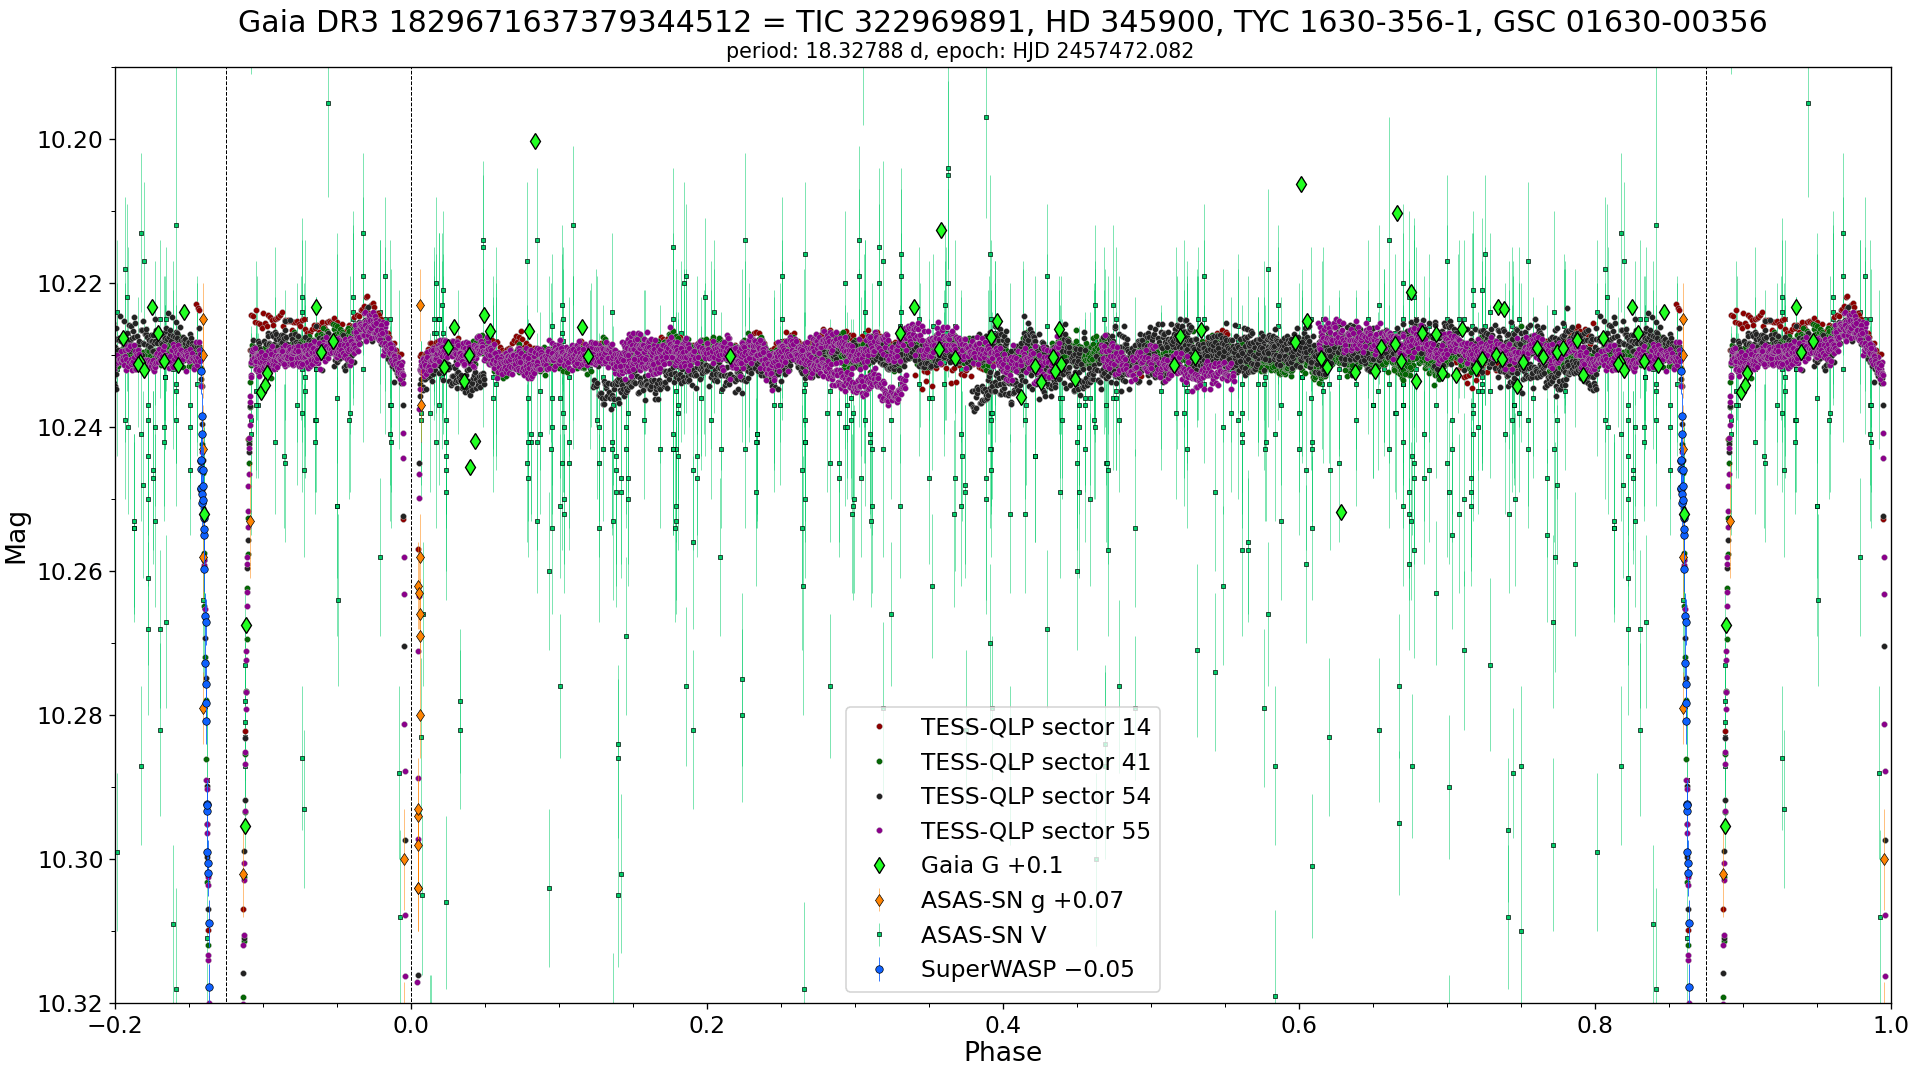 Gaia DR3 1829671637379344512 = TIC 322969891, HD 345900, TYC 1630-356-1, GSC 01630-00356
period: 18.32788 d, epoch: HJD 2457472.082
Mag
10.20
10.22
10.24
10.26
10.28
10.30
10.32
TESS-QLP sector 14
TESS-QLP sector 41
TESS-QLP sector 54
TESS-QLP sector 55
Gaia G +0.1
ASAS-SN g +0.07
ASAS-SN V
SuperWASP −0.05
−0.2 0.0 0.2 0.4 0.6 0.8 1.0
Phase